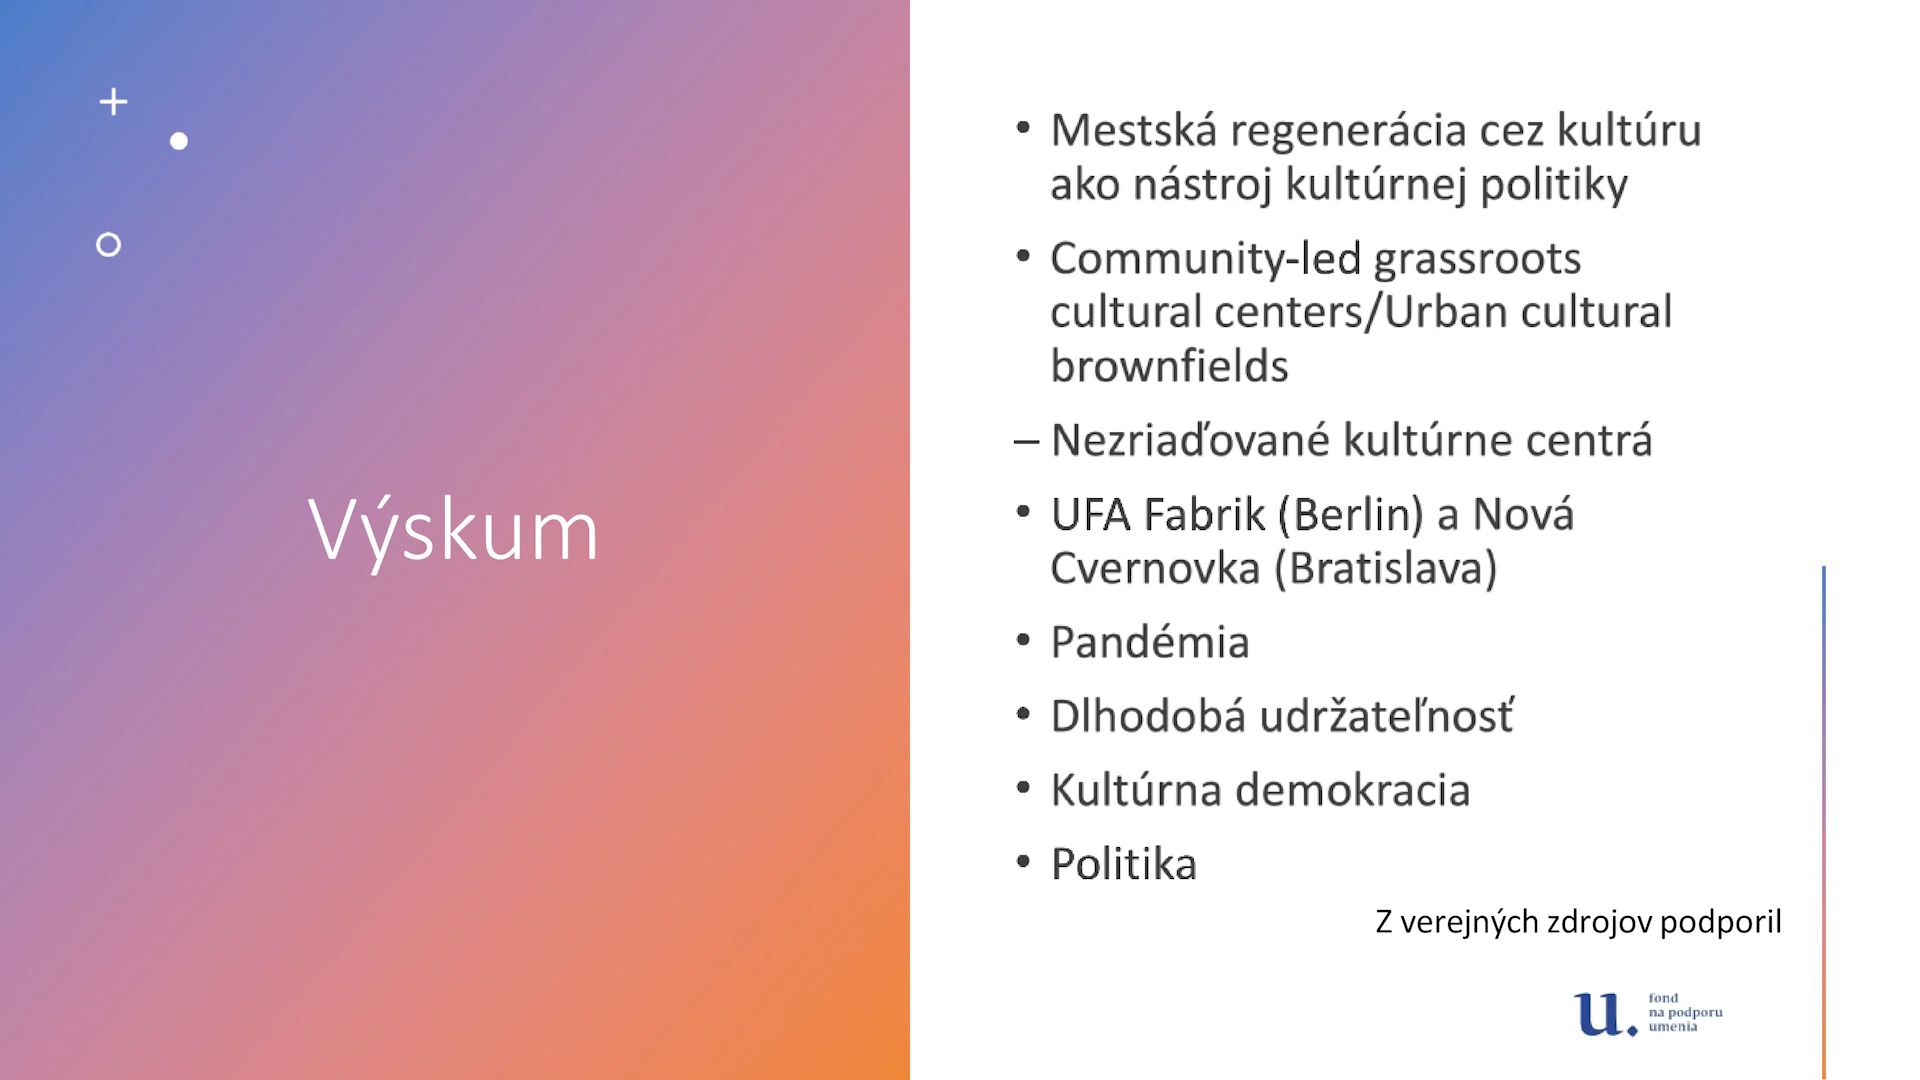 Výskum
• Mestská regenerácia cez kultúru
ako nástroj kultúrnej politiky
• Community-led grassroots
cultural centers/Urban cultural
brownfields
– Nezriaďované kultúrne centrá
• UFA Fabrik (Berlin) a Nová
Cvernovka (Bratislava)
• Pandémia
• Dlhodobá udržateľnosť
• Kultúrna demokracia
• Politika
Z verejných zdrojov podporil
u.
fond
na podporu
umenia